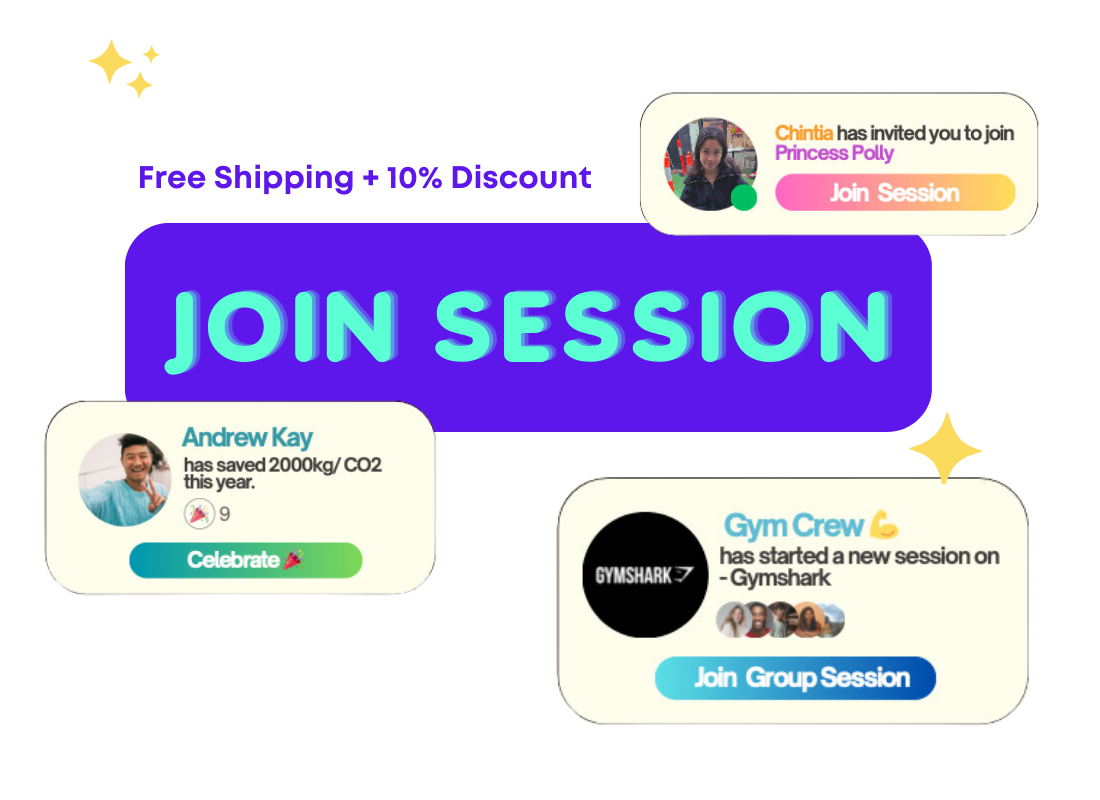 Free Shipping + 10% Discount
Chintia has invited you to join
Princess Polly
Join Session
JOIN SESSION
Andrew Kay
has saved 2000kg/ CO2
this year.
9
Celebrate
Gym Crew
has started a new session on
- Gymshark
GYMSHARK
Join Group Session